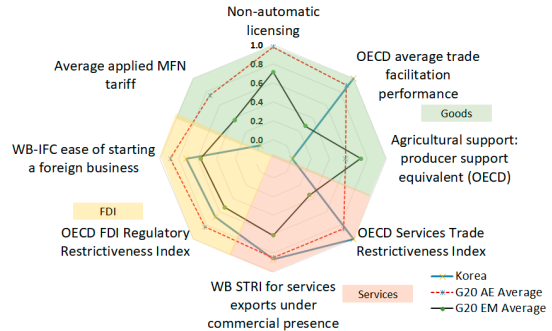 Non-automatic
licensing
1.0
0.8
0.6
0.4
0.2
0.0
OECD average trade
facilitation
performance
Goods
Agricultural support:
producer support
equivalent (OECD)
OECD Services Trade
Restrictiveness Index
Services
WB STRI for services
exports under
commercial presence
OECD FDI Regulatory
Restrictiveness Index
FDI
WB-IFC ease of starting
a foreign business
Average applied MFN
tariff
Korea
G20 AE Average
G20 EM Average